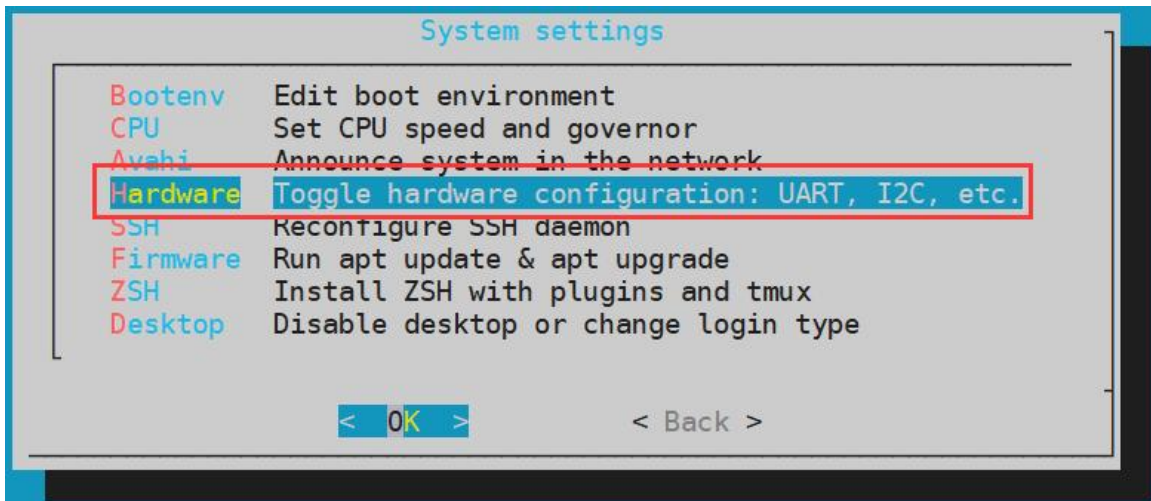 System settings
Bootenv Edit boot environment
CPU Set CPU speed and governor
Avahi Announce system in the network
Hardware Toggle hardware configuration: UART, I2C, etc.
SSH Reconfigure SSH daemon
Firmware Run apt update & apt upgrade
ZSH Install ZSH with plugins and tmux
Desktop Disable desktop or change login type
< OK > < Back >